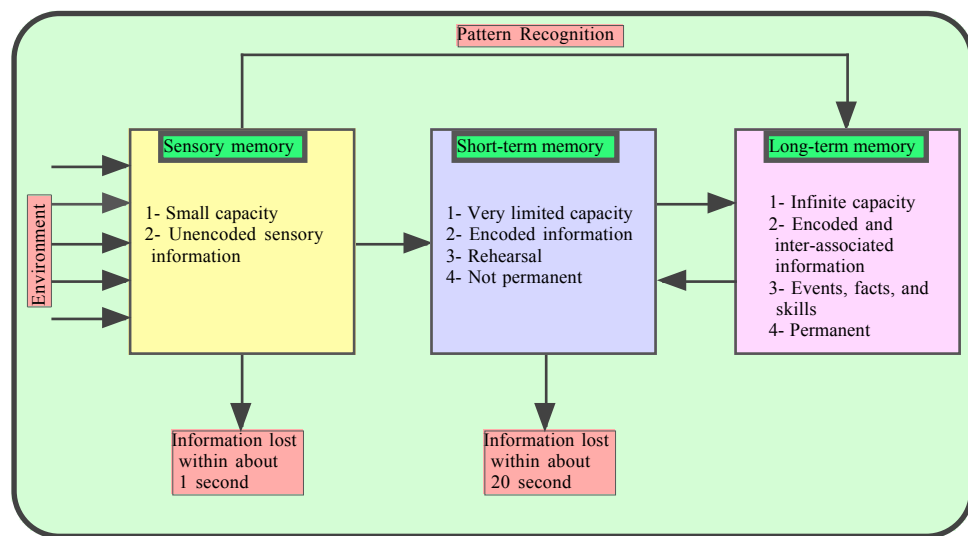 Pattern Recognition
Environment
Sensory memory
1- Small capacity
2- Unencoded sensory
information
Short-term memory
1- Very limited capacity
2- Encoded information
3- Rehearsal
4- Not permanent
Long-term memory
1- Infinite capacity
2- Encoded and
inter-associated
information
3- Events, facts, and
skills
4- Permanent
Information lost
within about
1 second
Information lost
within about
20 second